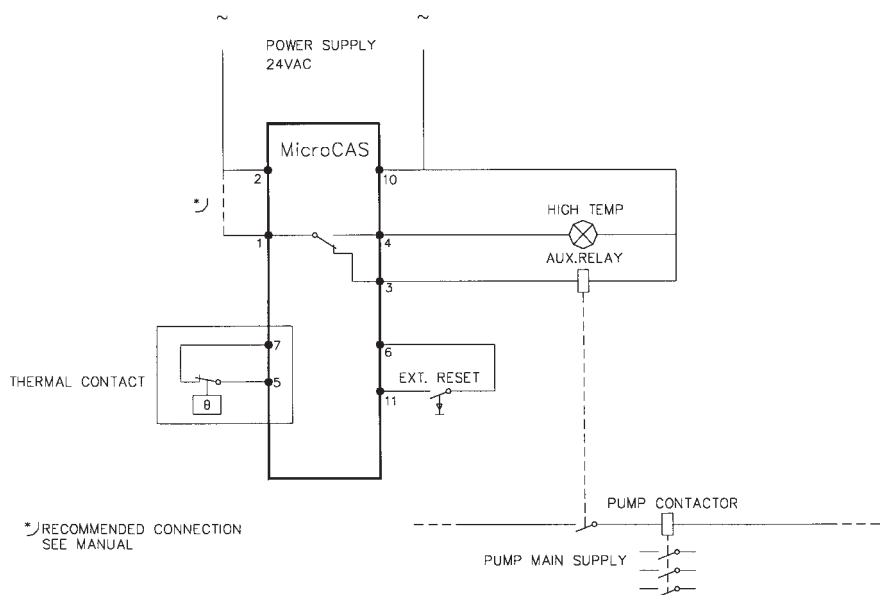 ~ ~
POWER SUPPLY
24VAC
MicroCAS
2 10
*)
HIGH TEMP
1 4
AUX.RELAY
3
7 6
THERMAL CONTACT
5
EXT. RESET
11
θ
PUMP CONTACTOR
*) RECOMMENDED CONNECTION
SEE MANUAL
PUMP MAIN SUPPLY